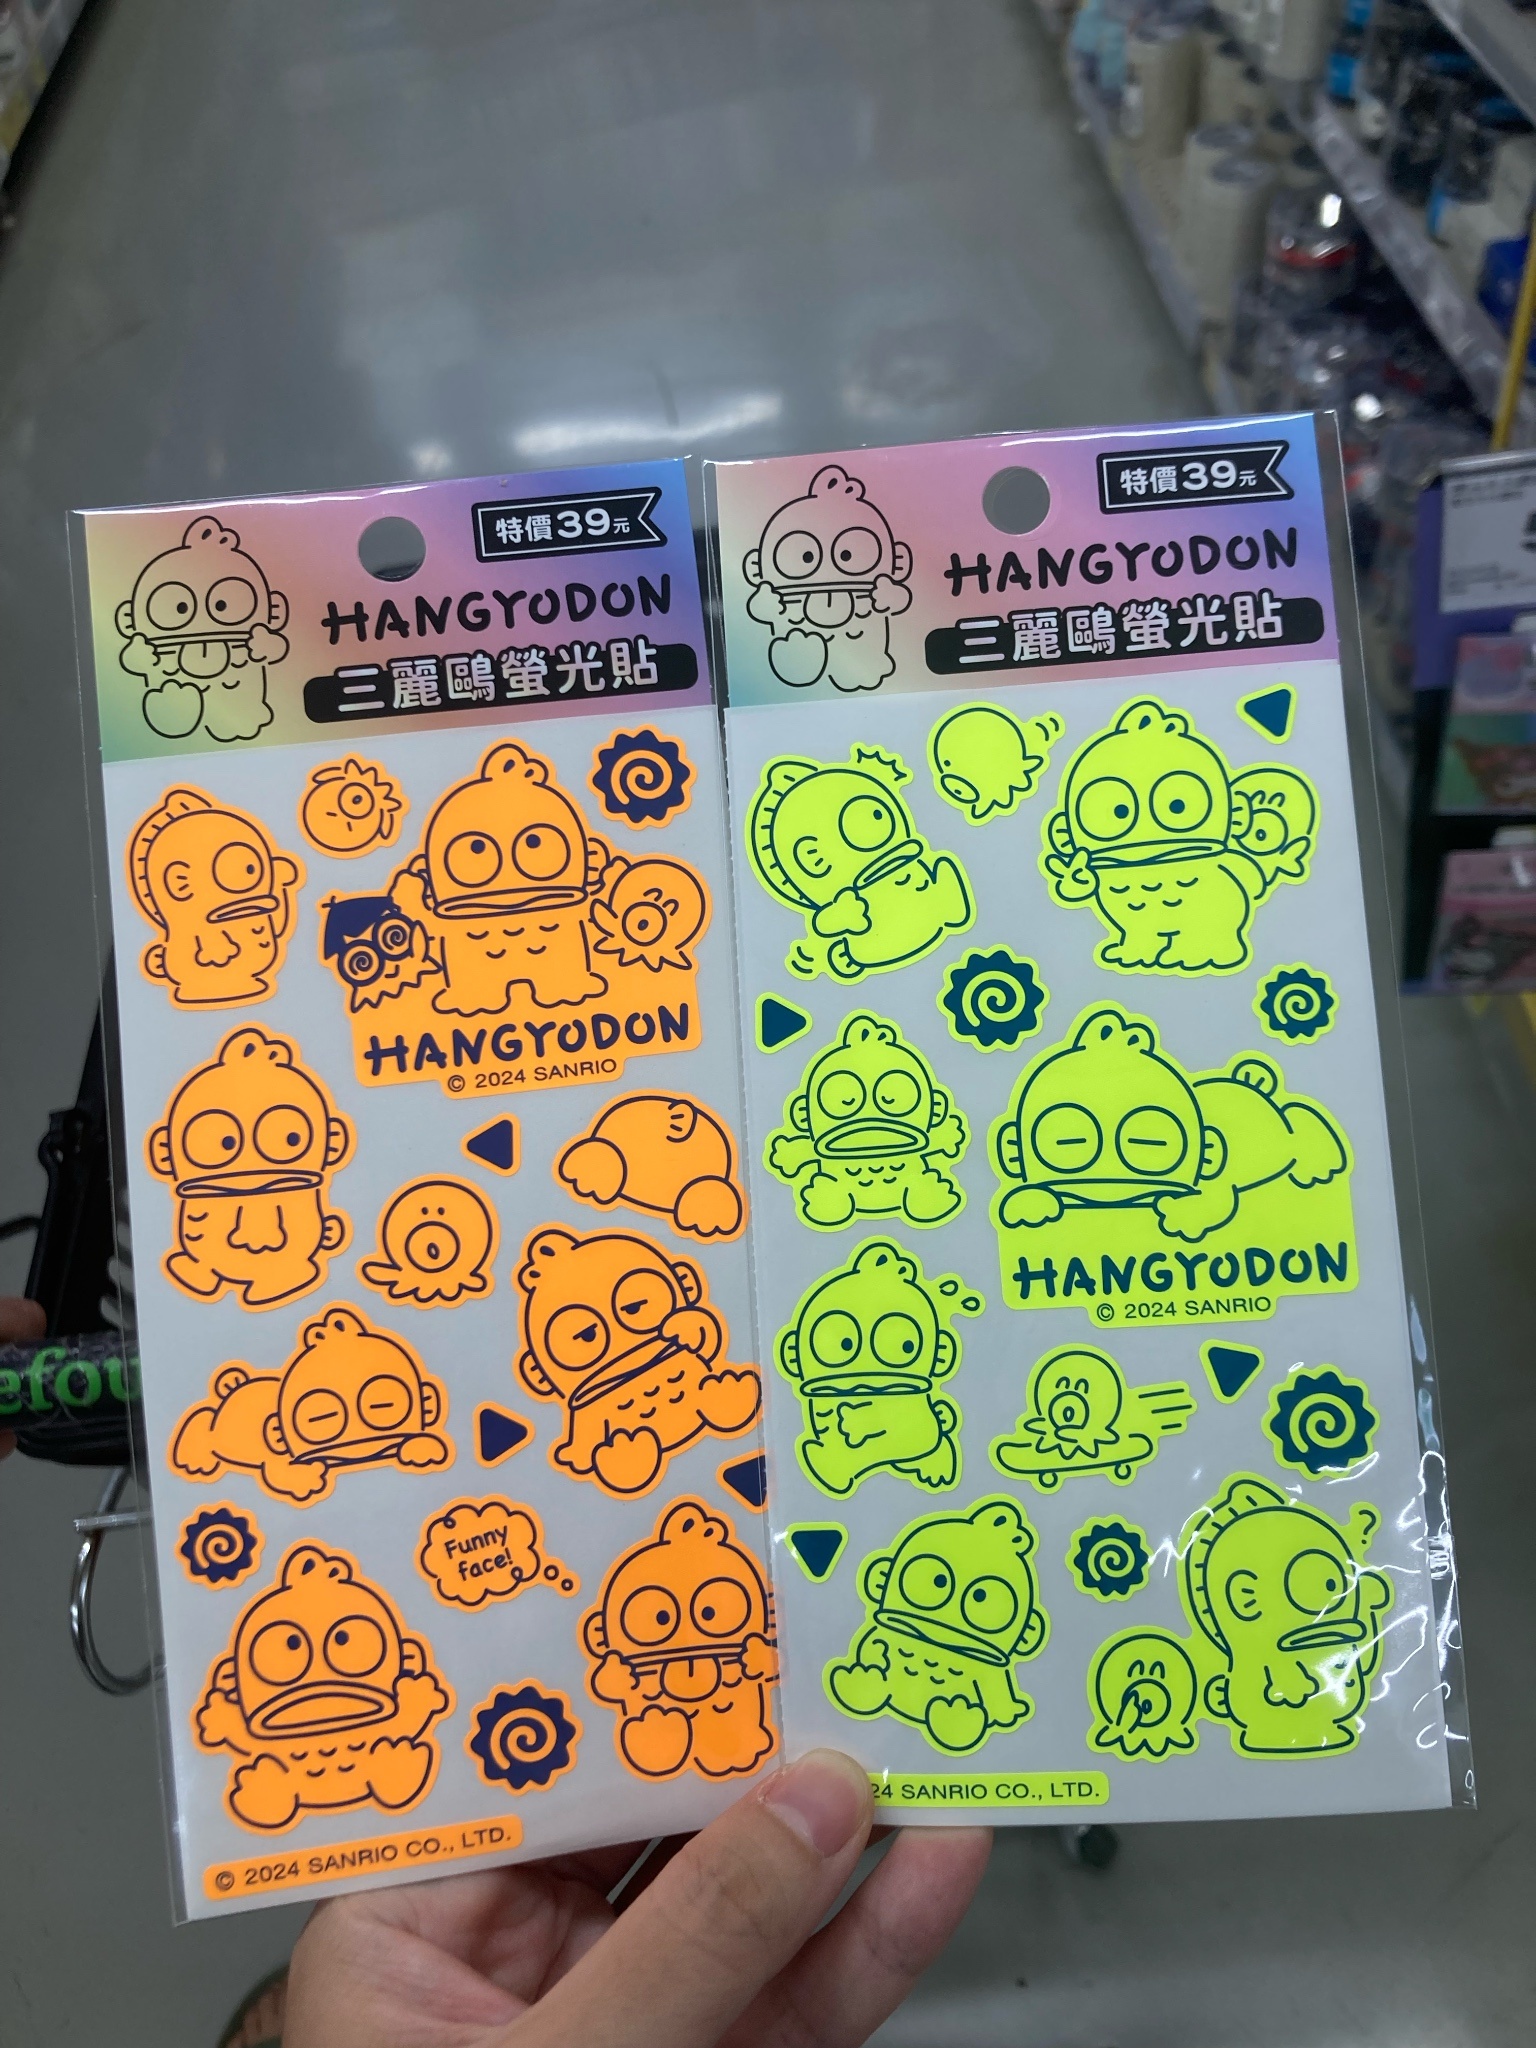 特價39元
HANGYODON
三麗鷗螢光貼
HANGYODON
© 2024 SANRIO
Funny
face!
© 2024 SANRIO CO., LTD.
特價39元
HANGYODON
三麗鷗螢光貼
HANGYODON
© 2024 SANRIO
?
24 SANRIO CO., LTD.
efou